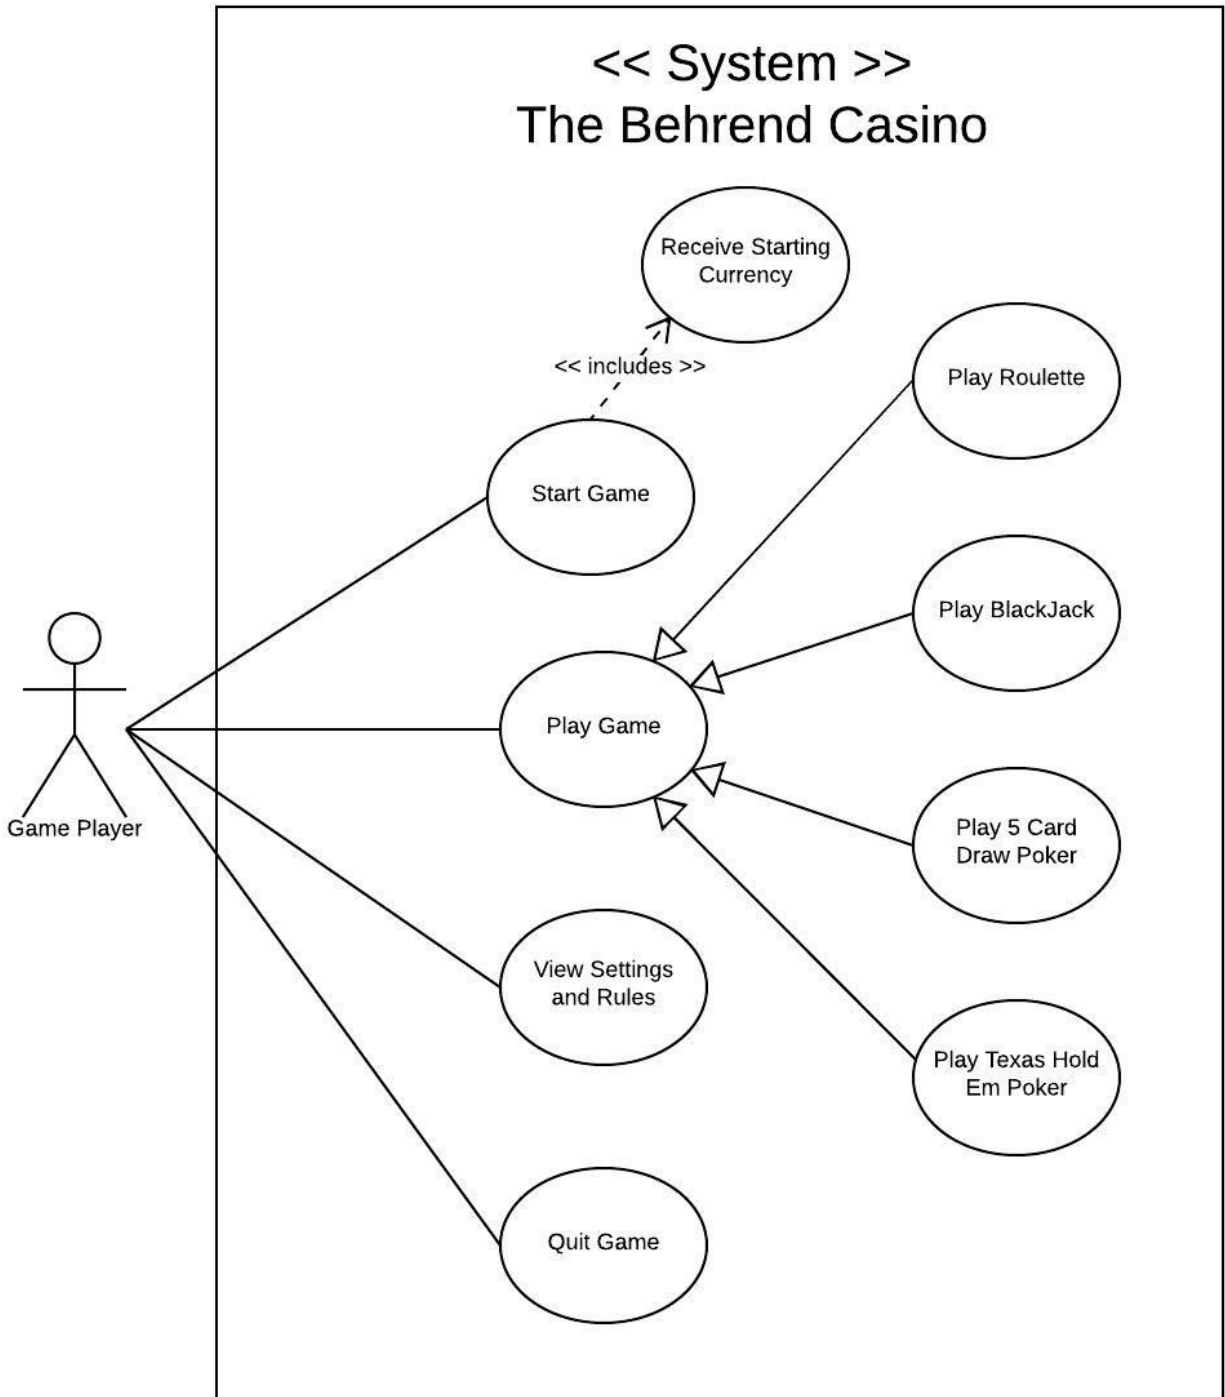 << System >>
The Behrend Casino
Receive Starting
Currency
<< includes >>
Play Roulette
Start Game
Play BlackJack
Play Game
Game Player
Play 5 Card
Draw Poker
View Settings
and Rules
Play Texas Hold
Em Poker
Quit Game